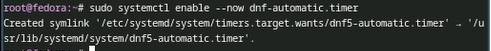 root@fedora:~# sudo systemctl enable --now dnf-automatic.timer
Created symlink '/etc/systemd/system/timers.target.wants/dnf5-automatic.timer' → '/u
sr/lib/systemd/system/dnf5-automatic.timer'.